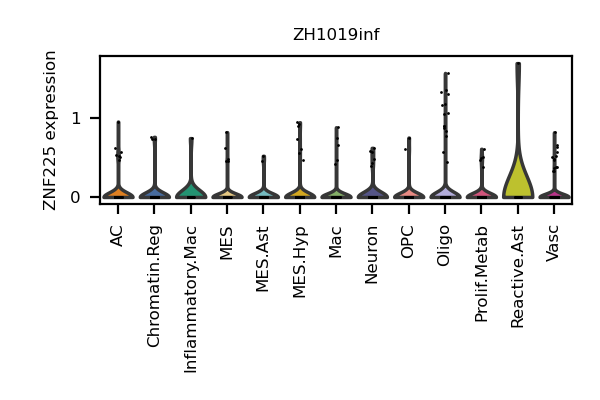 ZH1019inf
ZNF225 expression
1
0
AC
Chromatin.Reg
Inflammatory.Mac
MES
MES.Ast
MES.Hyp
Mac
Neuron
OPC
Oligo
Prolif.Metab
Reactive.Ast
Vasc